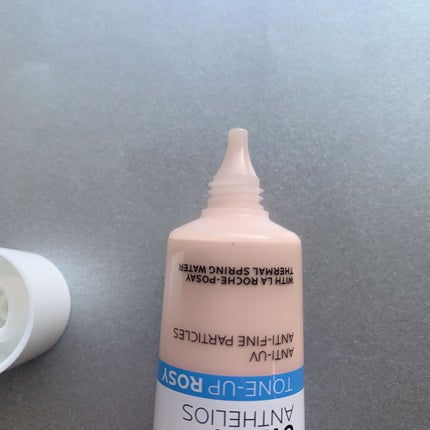 ANTHELIOS
TONE-UP ROSY
ANTI-UV
ANTI-FINE PARTICLES
WITH LA ROCHE-POSAY
THERMAL SPRING WATER